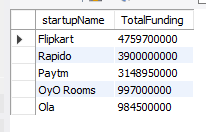 startupName TotalFunding
Flipkart 4759700000
Rapido 3900000000
Paytm 3148950000
OyO Rooms 997000000
Ola 984500000